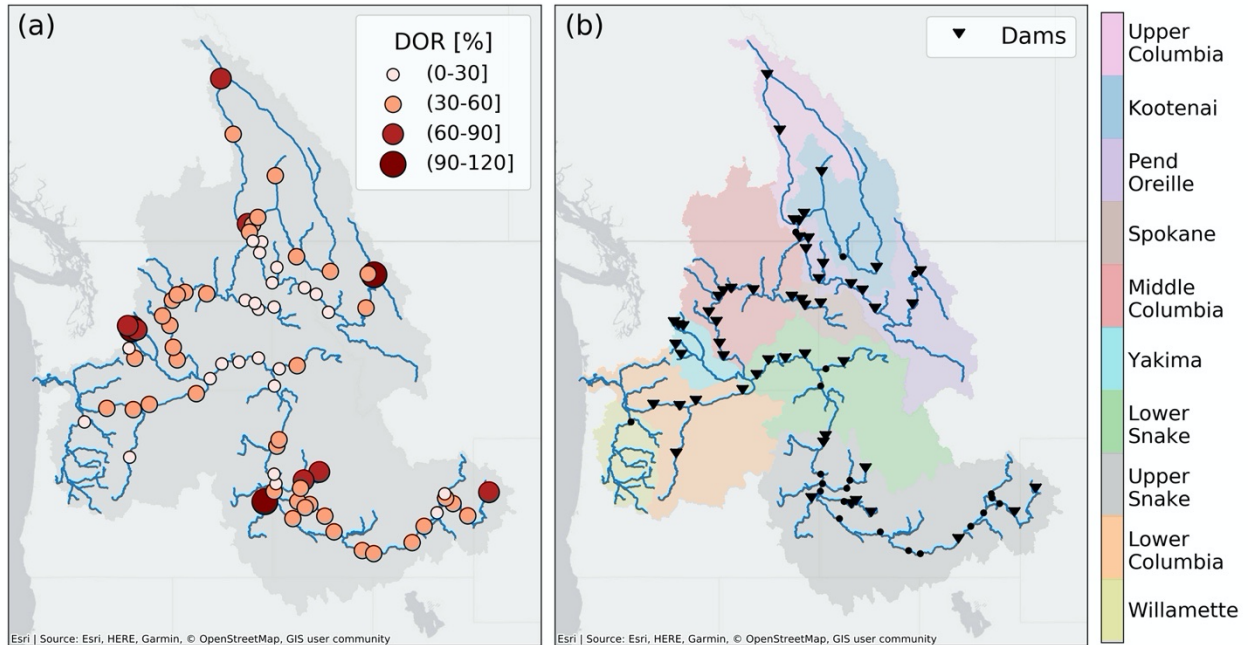 (a)
DOR [%]
(0-30]
(30-60]
(60-90]
(90-120]
Esri | Source: Esri, HERE, Garmin, © OpenStreetMap, GIS user community
(b)
Dams
Esri | Source: Esri, HERE, Garmin, © OpenStreetMap, GIS user community
Upper
Columbia
Kootenai
Pend
Oreille
Spokane
Middle
Columbia
Yakima
Lower
Snake
Upper
Snake
Lower
Columbia
Willamette